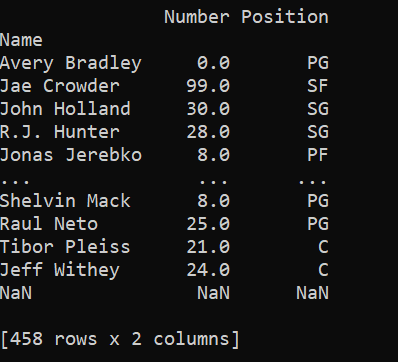 Number Position
Name
Avery Bradley 0.0 PG
Jae Crowder 99.0 SF
John Holland 30.0 SG
R.J. Hunter 28.0 SG
Jonas Jerebko 8.0 PF
... ... ...
Shelvin Mack 8.0 PG
Raul Neto 25.0 PG
Tibor Pleiss 21.0 C
Jeff Withey 24.0 C
NaN NaN NaN
[458 rows x 2 columns]